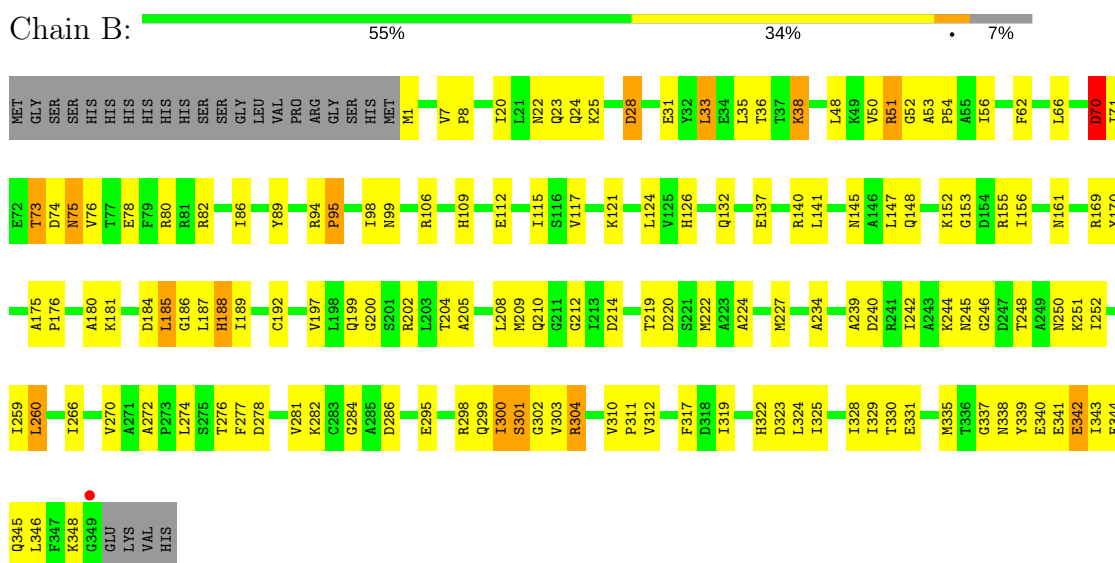 Chain B:
55% 34% • 7%
MET GLY SER SER HIS HIS HIS HIS HIS HIS SER SER GLY LEU VAL PRO ARG GLY SER HIS MET M1 V7 P8 I20 L21 N22 Q23 Q24 K25 D28 E31 Y32 L33 E34 L35 T36 T37 K38 L48 K49 V50 R51 G52 A53 P54 A55 I56 F62 L66 D70 I71
E72 T73 D74 N75 V76 T77 E78 F79 R80 R81 R82 I86 Y89 R94 P95 I98 N99 R106 H109 E112 I115 S116 V117 K121 L124 V125 H126 Q132 E137 R140 L141 N145 A146 L147 Q148 K152 G153 D154 R155 I156 N161 R169 Y170
A175 P176 A180 K181 D184 L185 G186 L187 H188 I189 C192 V197 L198 Q199 G200 S201 R202 L203 T204 A205 L208 M209 Q210 G211 G212 I213 D214 T219 D220 S221 M222 A223 A224 M227 A234 A239 D240 R241 I242 A243 K244 N245 G246 D247 T248 A249 N250 K251 I252
I259 L260 I266 V270 A271 A272 P273 L274 S275 T276 F277 D278 V281 K282 C283 G284 A285 D286 E295 R298 Q299 I300 S301 G302 V303 R304 V310 P311 V312 F317 D318 I319 H322 D323 L324 I325 I328 I329 T330 E331 M335 T336 G337 N338 Y339 E340 E341 E342 I343
Q345 L346 F347 K348 G349 GLU LYS VAL HIS